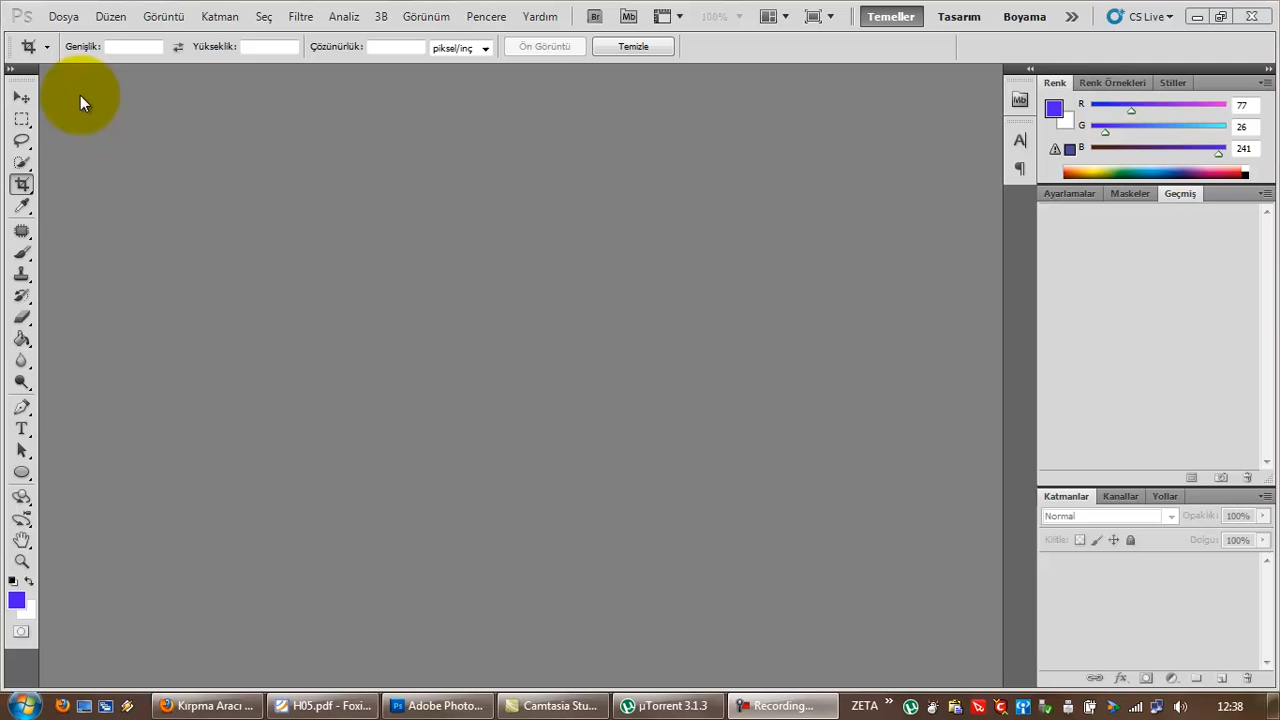 Ps Dosya Düzen Görüntü Katman Seç Filtre Analiz 3B Görünüm Pencere Yardım Br Mb 100% Temeller Tasarım Boyama CS Live
Genişlik: Yükseklik: Çözünürlük: piksel/inç Ön Görüntü Temizle
Renk Renk Örnekleri Stiller
Mb
R 77
G 26
B 241
A
Ayarlamalar Maskeler Geçmiş
T
Katmanlar Kanallar Yollar
Normal Opaklık: 100%
Kilitle: Dolgu: 100%
Kırpma Aracı ... H05.pdf - Foxi... Ps Adobe Photo... Camtasia Stu... µTorrent 3.1.3 Recording... ZETA 12:38